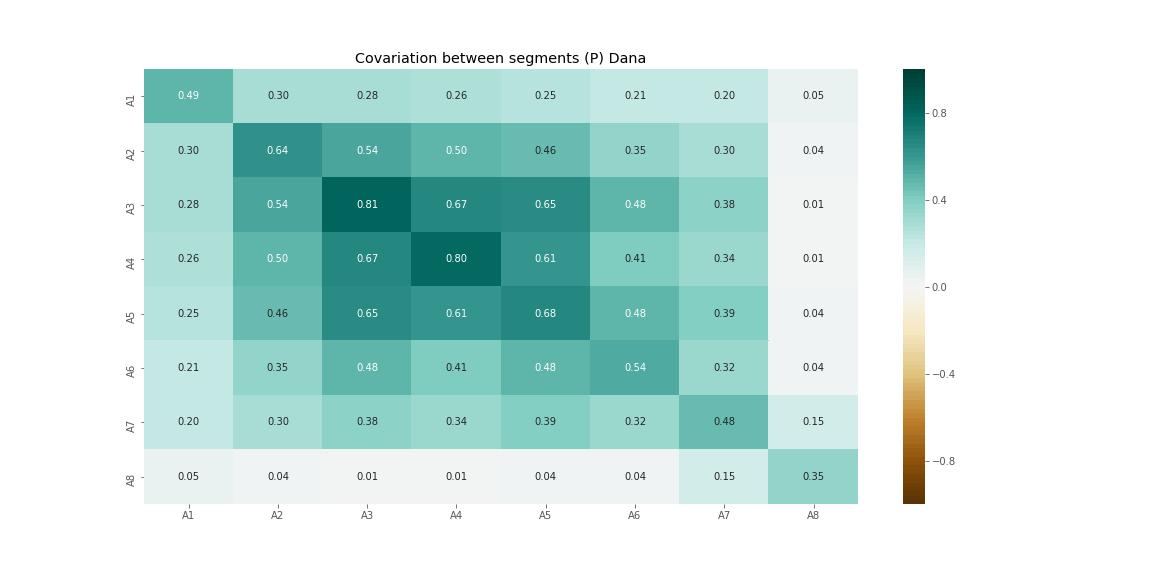 Covariation between segments (P) Dana
A1 0.49 0.30 0.28 0.26 0.25 0.21 0.20 0.05
A2 0.30 0.64 0.54 0.50 0.46 0.35 0.30 0.04
A3 0.28 0.54 0.81 0.67 0.65 0.48 0.38 0.01
A4 0.26 0.50 0.67 0.80 0.61 0.41 0.34 0.01
A5 0.25 0.46 0.65 0.61 0.68 0.48 0.39 0.04
A6 0.21 0.35 0.48 0.41 0.48 0.54 0.32 0.04
A7 0.20 0.30 0.38 0.34 0.39 0.32 0.48 0.15
A8 0.05 0.04 0.01 0.01 0.04 0.04 0.15 0.35
A1 A2 A3 A4 A5 A6 A7 A8
0.8
0.4
0.0
−0.4
−0.8